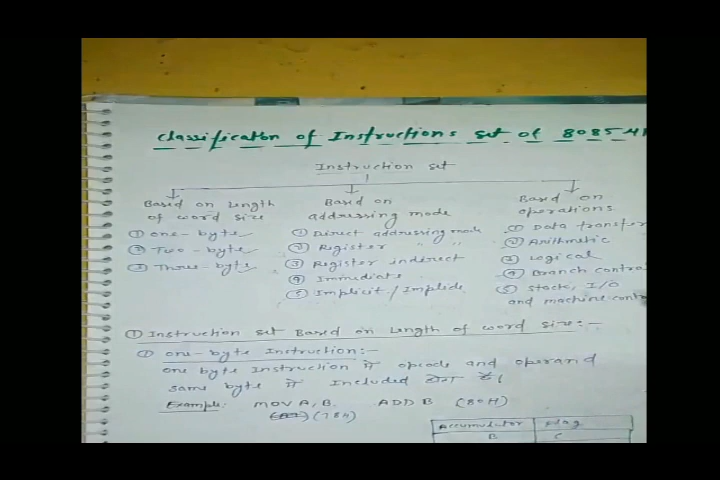 Classification of Instructions set of 8085 μ
Instruction set
Based on Length
of word size
① one-byte
② Two-byte
③ Three-byte
Based on
addressing mode
① Direct addressing mode
② Register " "
③ Register indirect
④ Immediate
⑤ Implicit / Implede
Based on
operations
① Data transfer
② Arithmatic
③ Logical
④ Branch contro
⑤ Stack, I/O
and machine contro
① Instruction set Based on Length of word size:-
① one-byte Instruction:-
one byte Instruction में opcode and operand
same byte में Included होता है।
Example: MOV A, B ADD B (80H)
(78H)
Accumulator Flag
B C